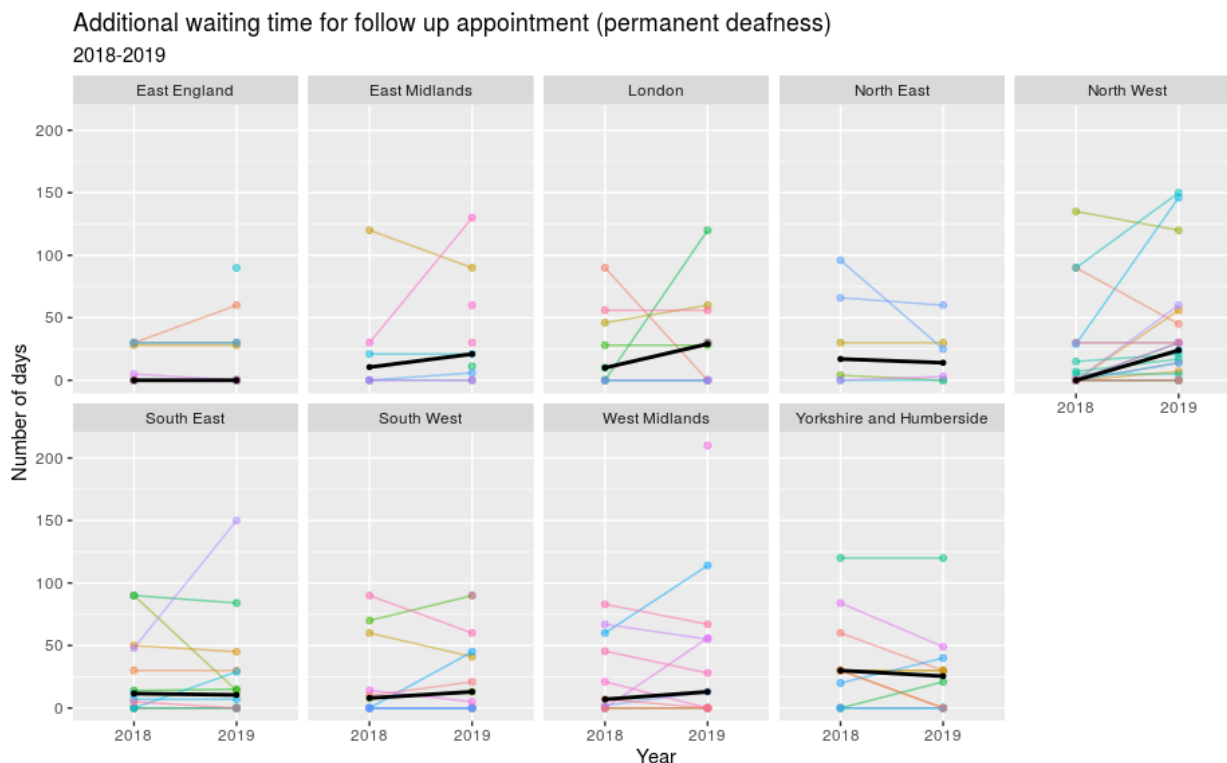 Additional waiting time for follow up appointment (permanent deafness)
2018-2019
East England
East Midlands
London
North East
North West
200
150
100
50
0
2018
2019
South East
South West
West Midlands
Yorkshire and Humberside
200
150
100
50
0
2018
2019
2018
2019
2018
2019
2018
2019
Number of days
Year